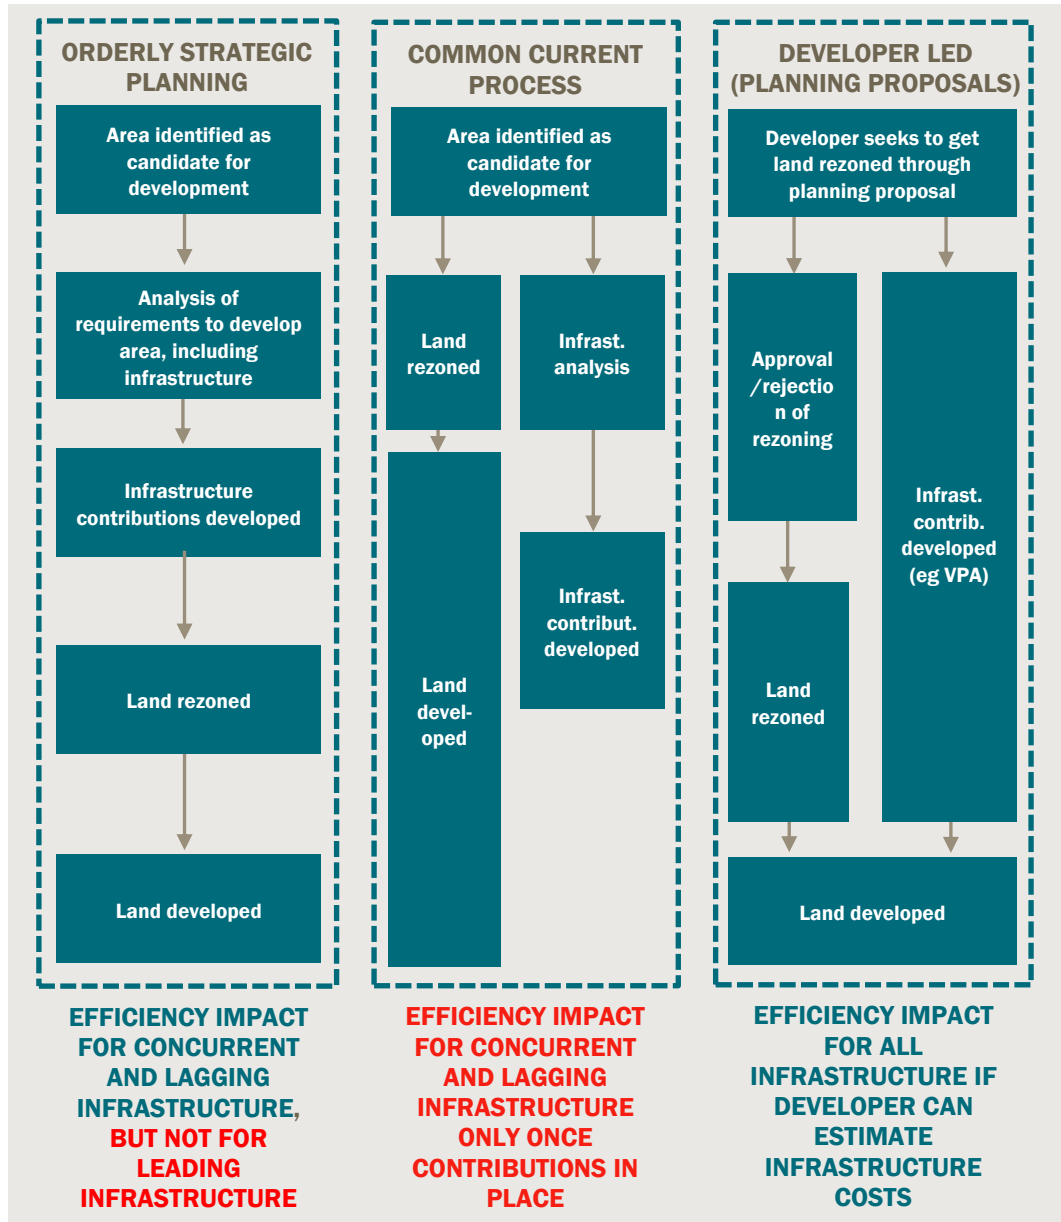 ORDERLY STRATEGIC
PLANNING
Area identified as
candidate for
development
Analysis of
requirements to develop
area, including
infrastructure
Infrastructure
contributions developed
Land rezoned
Land developed
EFFICIENCY IMPACT
FOR CONCURRENT
AND LAGGING
INFRASTRUCTURE,
BUT NOT FOR
LEADING
INFRASTRUCTURE
COMMON CURRENT
PROCESS
Area identified as
candidate for
development
Land
rezoned
Infrast.
analysis
Land
devel-
oped
Infrast.
contribut.
developed
EFFICIENCY IMPACT
FOR CONCURRENT
AND LAGGING
INFRASTRUCTURE
ONLY ONCE
CONTRIBUTIONS IN
PLACE
DEVELOPER LED
(PLANNING PROPOSALS)
Developer seeks to get
land rezoned through
planning proposal
Approval
/rejectio
n of
rezoning
Infrast.
contrib.
developed
(eg VPA)
Land
rezoned
Land developed
EFFICIENCY IMPACT
FOR ALL
INFRASTRUCTURE IF
DEVELOPER CAN
ESTIMATE
INFRASTRUCTURE
COSTS